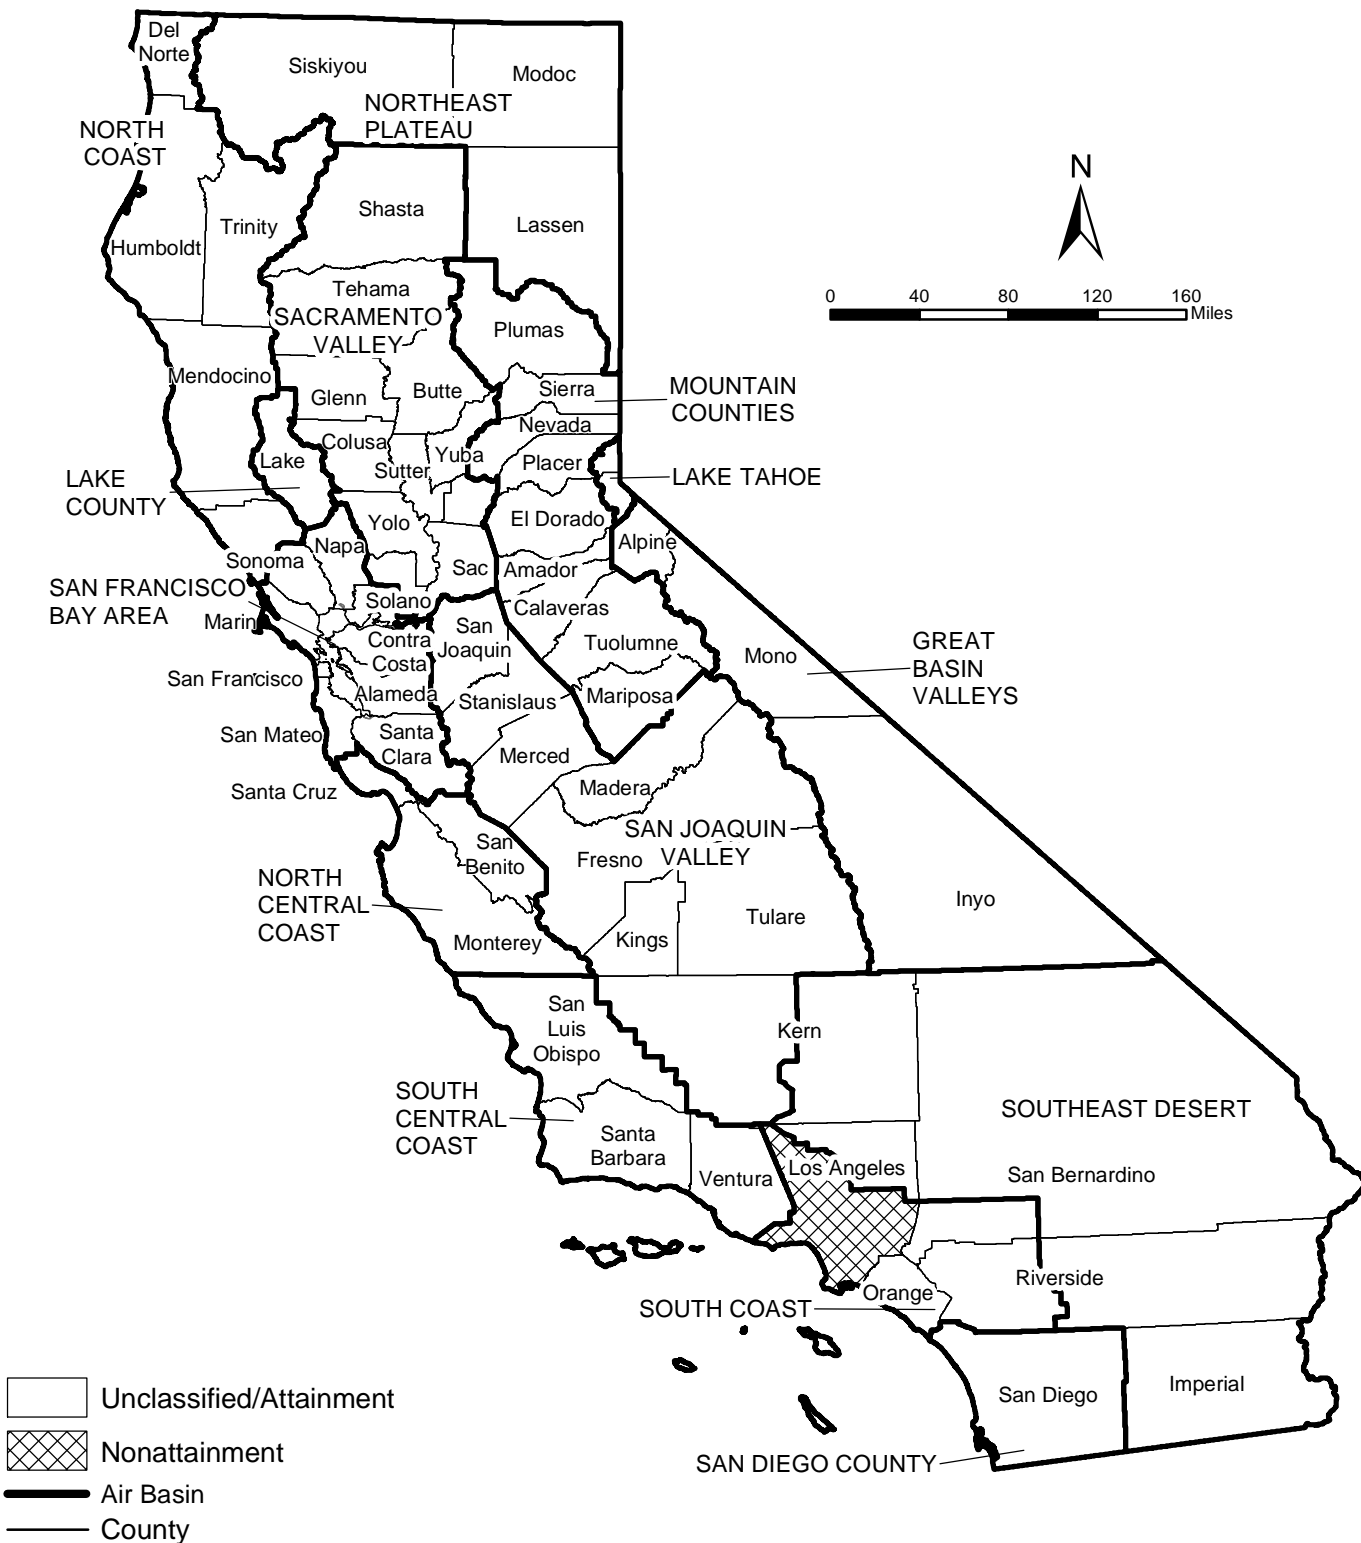 Del
Norte
Siskiyou
Modoc
NORTHEAST
PLATEAU
NORTH
COAST
N
Shasta
Lassen
Trinity
Humboldt
Tehama
0 40 80 120 160
Miles
SACRAMENTO
VALLEY
Plumas
Mendocino
Glenn
Butte
Sierra
MOUNTAIN
COUNTIES
Nevada
Colusa
Yuba
Lake
Sutter
Placer
LAKE TAHOE
LAKE
COUNTY
Yolo
El Dorado
Napa
Alpine
Sonoma
Sac
Amador
SAN FRANCISCO
BAY AREA
Solano
Calaveras
Marin
San
Joaquin
Contra
Costa
Tuolumne
Mono
GREAT
BASIN
VALLEYS
San Francisco
Alameda
Stanislaus
Mariposa
San Mateo
Santa
Clara
Merced
Santa Cruz
Madera
SAN JOAQUIN
VALLEY
San
Benito
Fresno
NORTH
CENTRAL
COAST
Inyo
Tulare
Kings
Monterey
San
Luis
Obispo
Kern
SOUTH
CENTRAL
COAST
SOUTHEAST DESERT
Santa
Barbara
Ventura
Los Angeles
San Bernardino
Riverside
Orange
SOUTH COAST
San Diego
Imperial
SAN DIEGO COUNTY
Unclassified/Attainment
Nonattainment
Air Basin
County